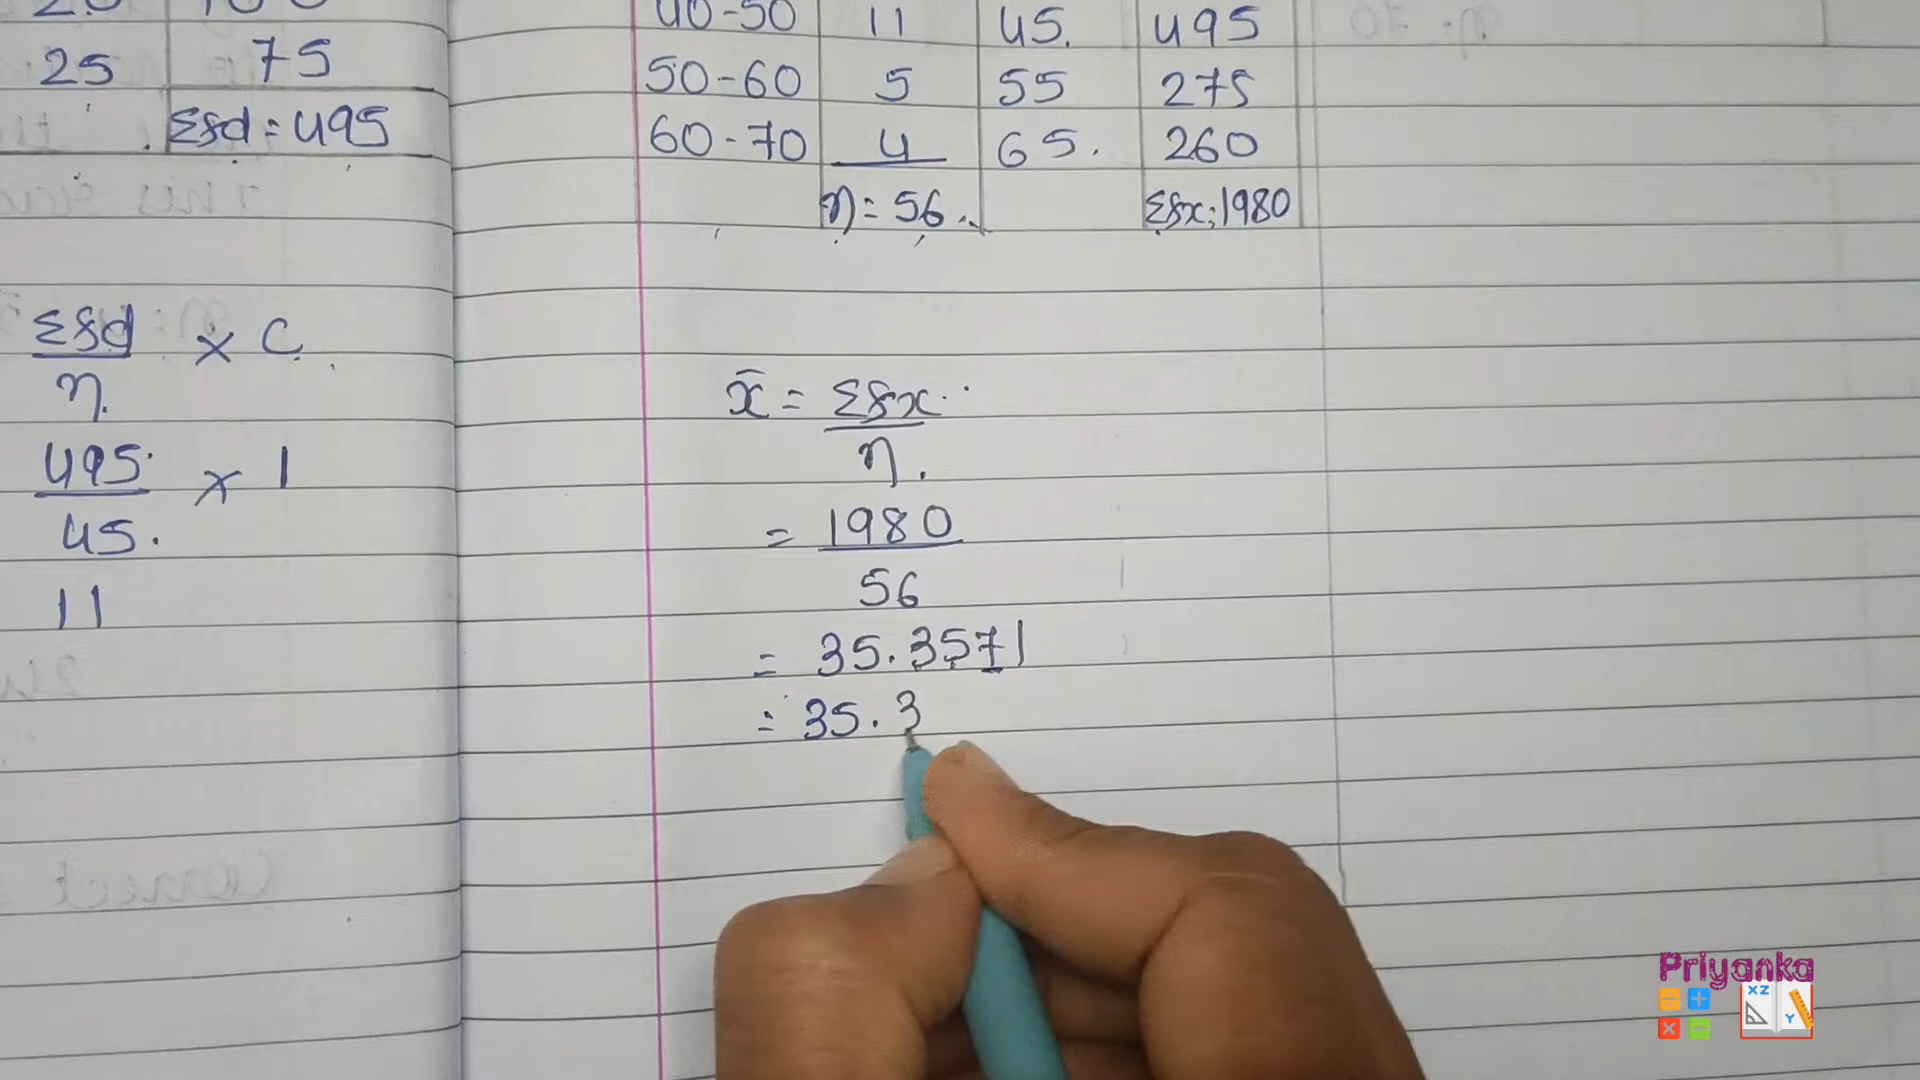 25 75
Σfd = 495
Σfd × C
η
495 × 1
45
11
40-50 11 45 495
50-60 5 55 275
60-70 4 65 260
η = 56 Σfx = 1980
x̄ = Σfx
η
= 1980
56
= 35.3571
= 35.3
Priyanka
XZ
Y